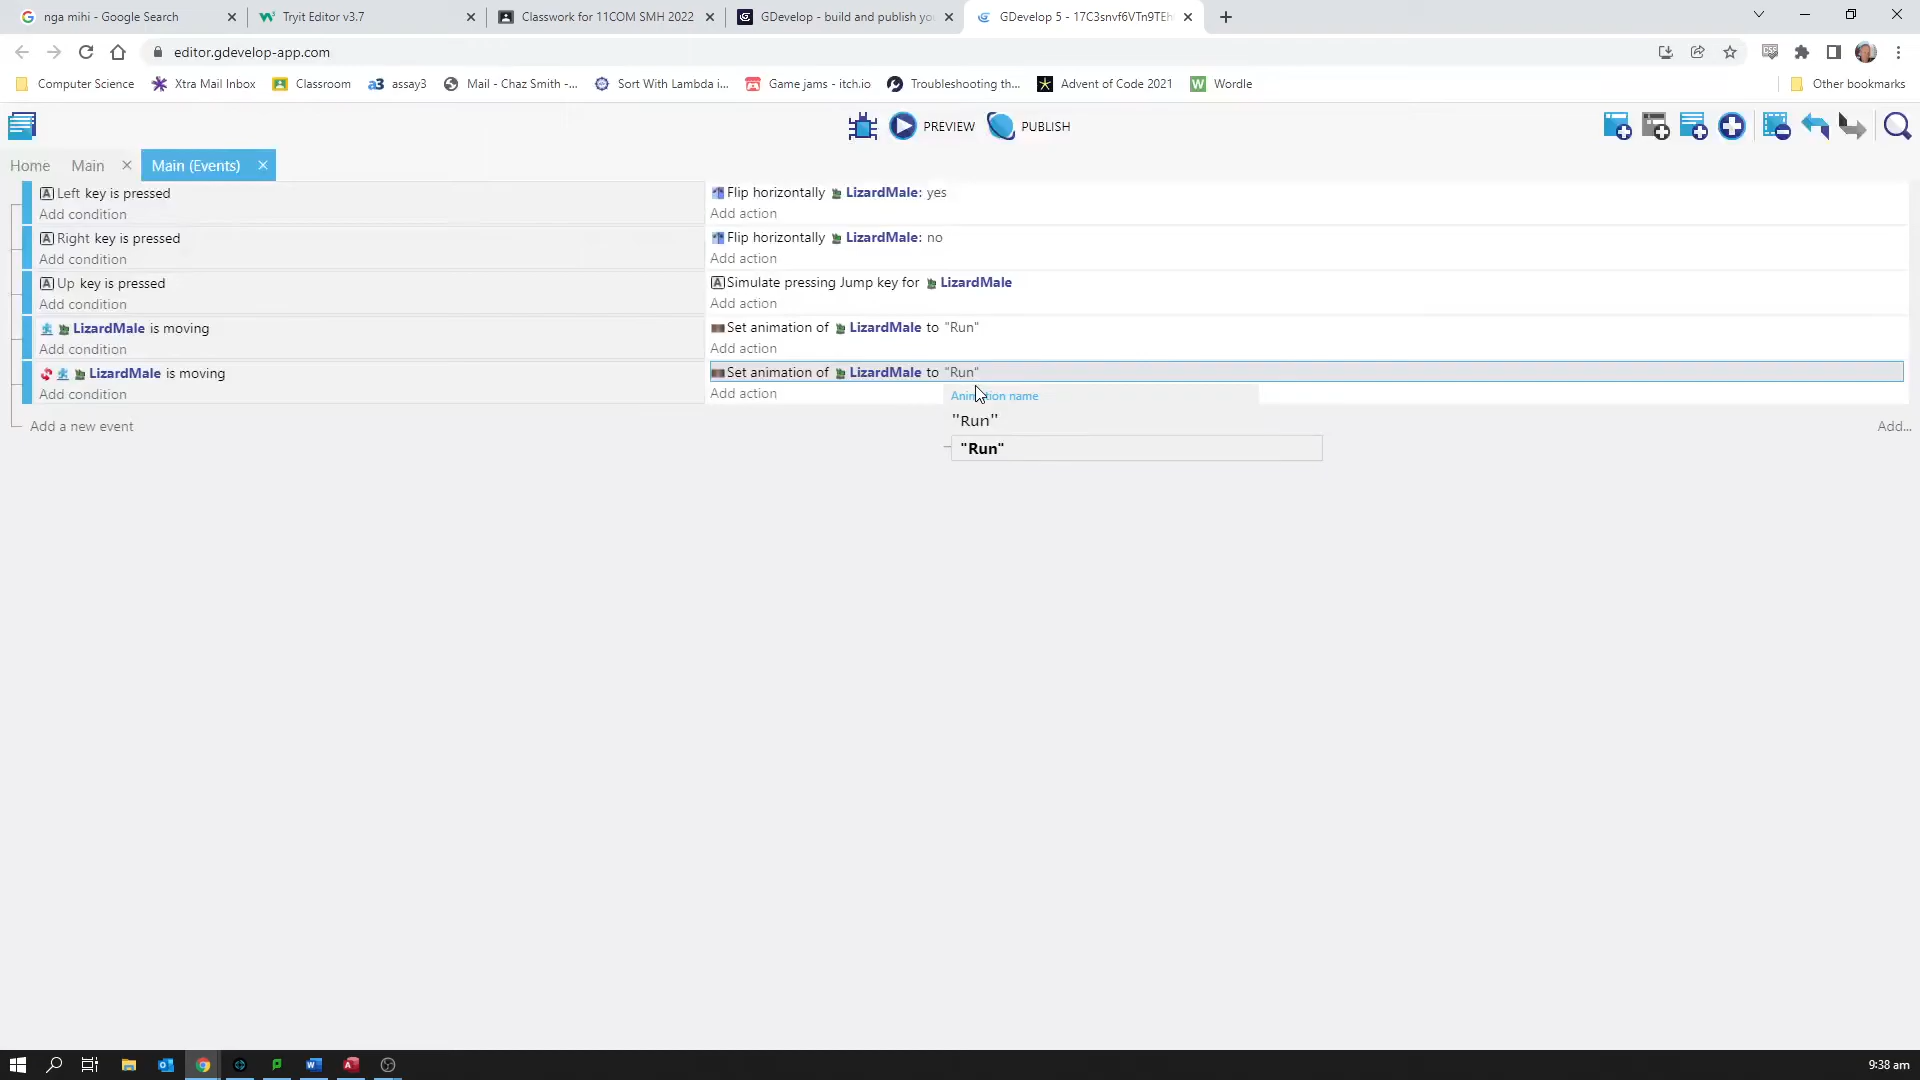 nga mihi - Google Search
Tryit Editor v3.7
Classwork for 11COM SMH 2022
GDevelop - build and publish yo
GDevelop 5 - 17C3snvf6VTn9TEh
editor.gdevelop-app.com
Computer Science
Xtra Mail Inbox
Classroom
a3 assay3
Mail - Chaz Smith -...
Sort With Lambda i...
Game jams - itch.io
Troubleshooting th...
Advent of Code 2021
W Wordle
Other bookmarks
PREVIEW
PUBLISH
Home
Main
Main (Events)
Left key is pressed
Add condition
Flip horizontally LizardMale: yes
Add action
Right key is pressed
Add condition
Flip horizontally LizardMale: no
Add action
Up key is pressed
Add condition
Simulate pressing Jump key for LizardMale
Add action
LizardMale is moving
Add condition
Set animation of LizardMale to "Run"
Add action
LizardMale is moving
Add condition
Set animation of LizardMale to "Run"
Add action
Animation name
"Run"
"Run"
Add a new event
Add...
9:38 am